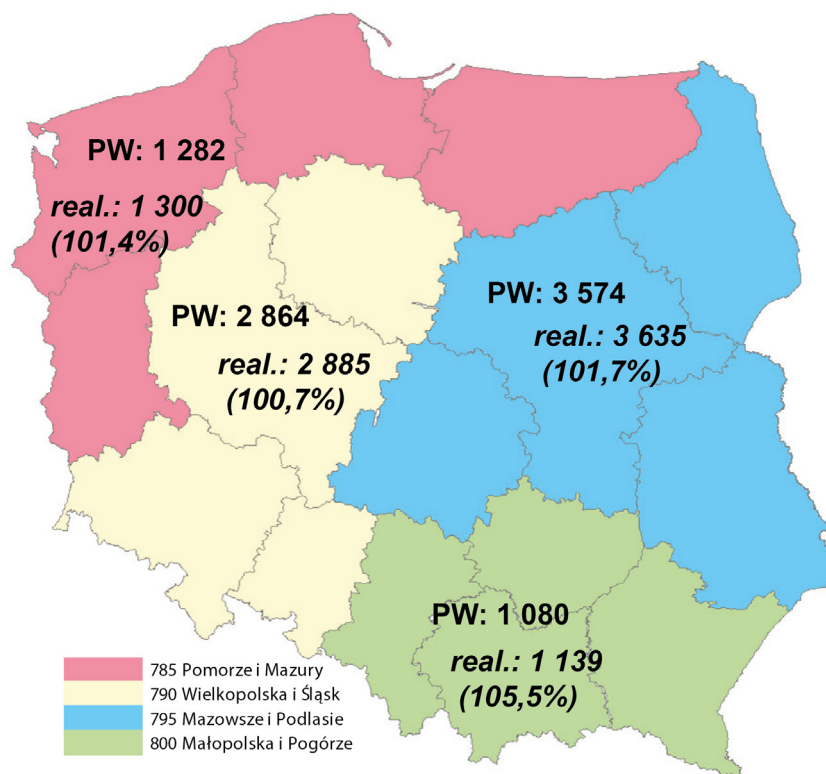 PW: 1 282
real.: 1 300
(101,4%)
PW: 2 864
real.: 2 885
(100,7%)
PW: 3 574
real.: 3 635
(101,7%)
PW: 1 080
real.: 1 139
(105,5%)
785 Pomorze i Mazury
790 Wielkopolska i Śląsk
795 Mazowsze i Podlasie
800 Małopolska i Pogórze